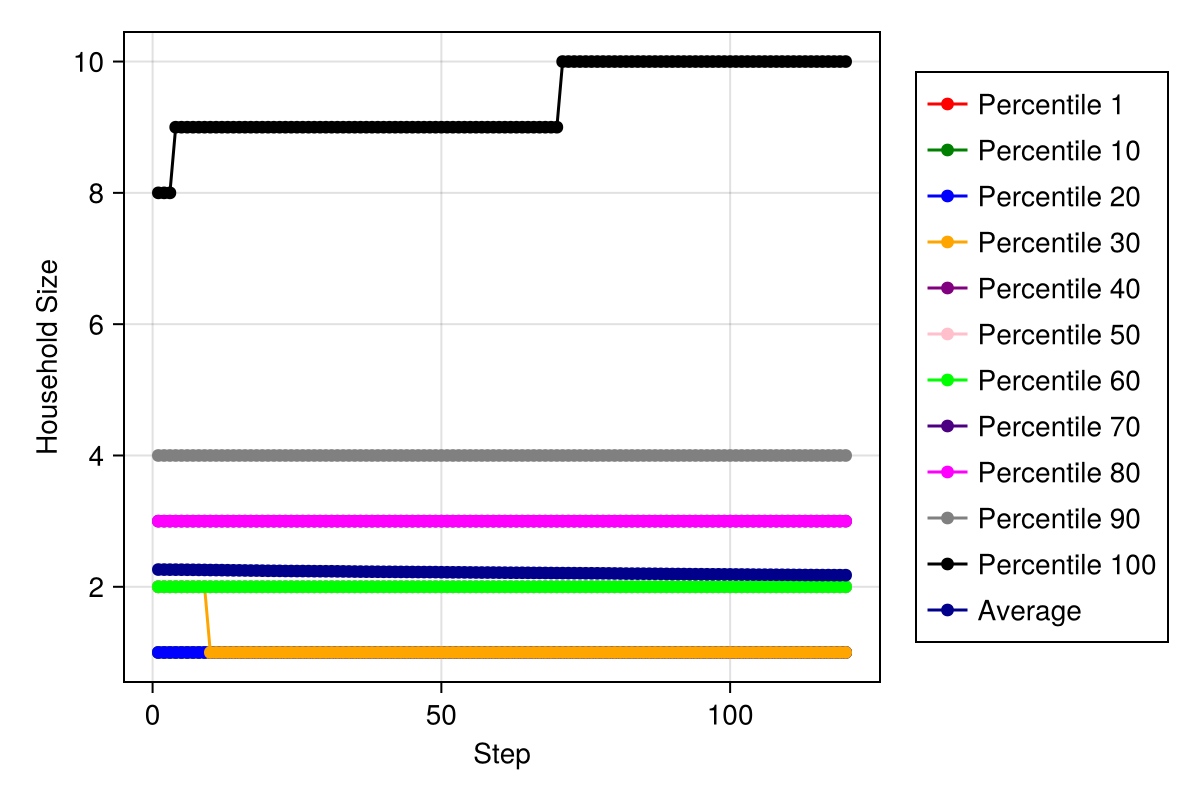 10
8
6
4
2
Household Size
0
50
100
Step
Percentile 1
Percentile 10
Percentile 20
Percentile 30
Percentile 40
Percentile 50
Percentile 60
Percentile 70
Percentile 80
Percentile 90
Percentile 100
Average